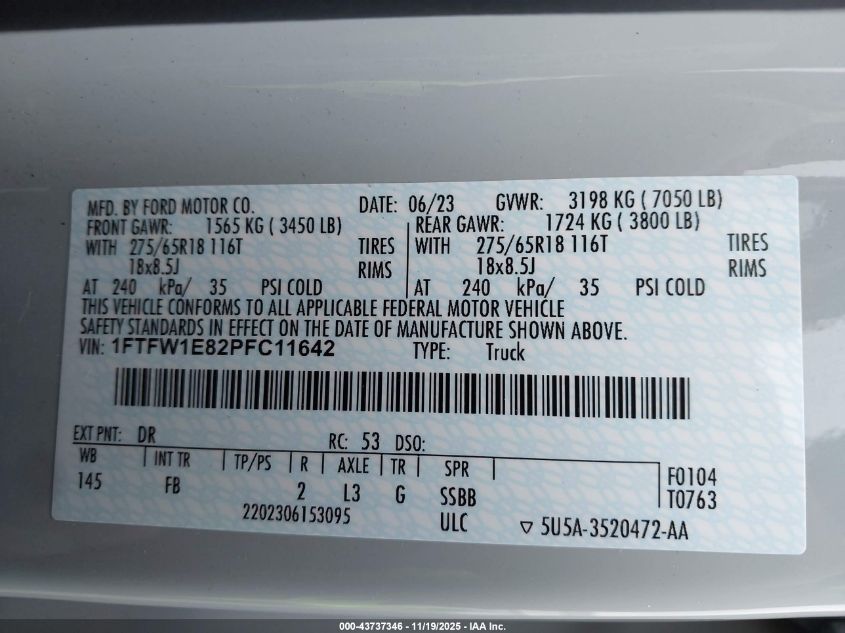 MFD. BY FORD MOTOR CO. DATE: 06/23 GVWR: 3198 KG ( 7050 LB)
FRONT GAWR: 1565 KG ( 3450 LB) REAR GAWR: 1724 KG ( 3800 LB)
WITH 275/65R18 116T TIRES WITH 275/65R18 116T TIRES
18x8.5J RIMS 18x8.5J RIMS
AT 240 kPa/ 35 PSI COLD AT 240 kPa/ 35 PSI COLD
THIS VEHICLE CONFORMS TO ALL APPLICABLE FEDERAL MOTOR VEHICLE
SAFETY STANDARDS IN EFFECT ON THE DATE OF MANUFACTURE SHOWN ABOVE.
VIN: 1FTFW1E82PFC11642 TYPE: Truck
EXT PNT: DR RC: 53 DSO:
WB INT TR TP/PS R AXLE TR SPR F0104
145 FB 2 L3 G SSBB T0763
2202306153095 ULC ▽ 5U5A-3520472-AA
000-43737346 - 11/19/2025 - IAA Inc.